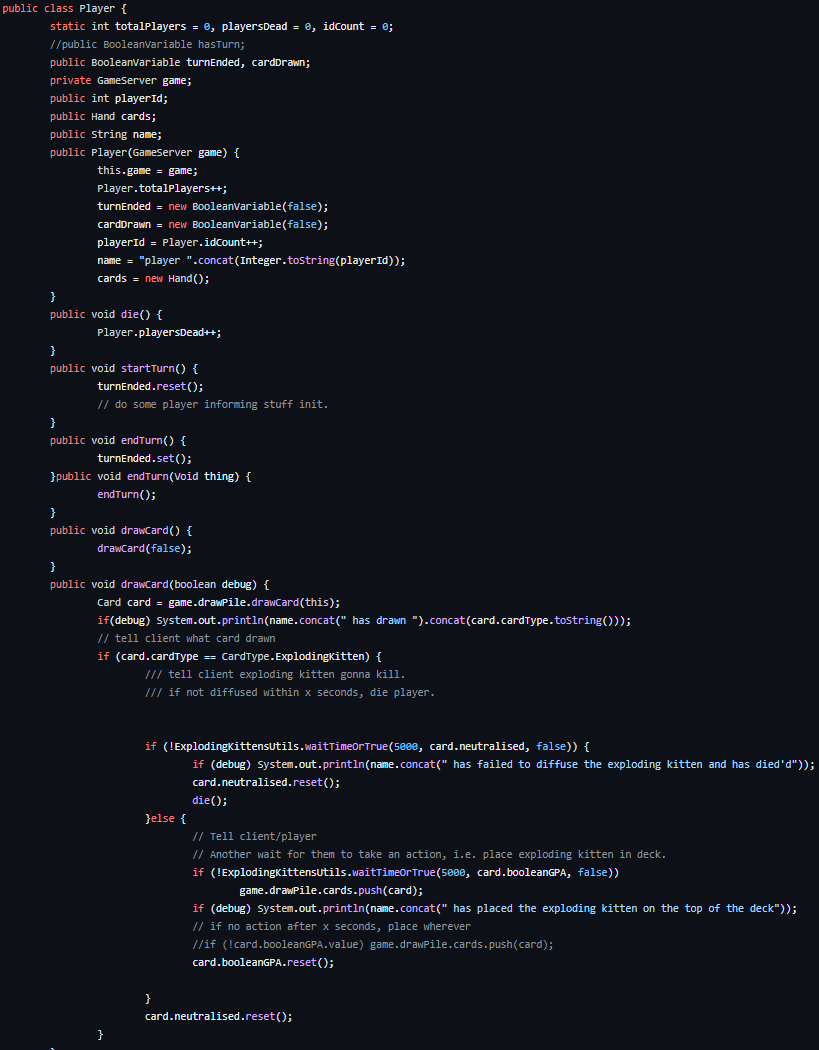 public class Player {
static int totalPlayers = 0, playersDead = 0, idCount = 0;
//public BooleanVariable hasTurn;
public BooleanVariable turnEnded, cardDrawn;
private GameServer game;
public int playerId;
public Hand cards;
public String name;
public Player(GameServer game) {
this.game = game;
Player.totalPlayers++;
turnEnded = new BooleanVariable(false);
cardDrawn = new BooleanVariable(false);
playerId = Player.idCount++;
name = "player ".concat(Integer.toString(playerId));
cards = new Hand();
}
public void die() {
Player.playersDead++;
}
public void startTurn() {
turnEnded.reset();
// do some player informing stuff init.
}
public void endTurn() {
turnEnded.set();
}public void endTurn(Void thing) {
endTurn();
}
public void drawCard() {
drawCard(false);
}
public void drawCard(boolean debug) {
Card card = game.drawPile.drawCard(this);
if(debug) System.out.println(name.concat(" has drawn ").concat(card.cardType.toString()));
// tell client what card drawn
if (card.cardType == CardType.ExplodingKitten) {
/// tell client exploding kitten gonna kill.
/// if not diffused within x seconds, die player.
if (!ExplodingKittensUtils.waitTimeOrTrue(5000, card.neutralised, false)) {
if (debug) System.out.println(name.concat(" has failed to diffuse the exploding kitten and has died'd"));
card.neutralised.reset();
die();
}else {
// Tell client/player
// Another wait for them to take an action, i.e. place exploding kitten in deck.
if (!ExplodingKittensUtils.waitTimeOrTrue(5000, card.booleanGPA, false))
game.drawPile.cards.push(card);
if (debug) System.out.println(name.concat(" has placed the exploding kitten on the top of the deck"));
// if no action after x seconds, place wherever
//if (!card.booleanGPA.value) game.drawPile.cards.push(card);
card.booleanGPA.reset();
}
card.neutralised.reset();
}